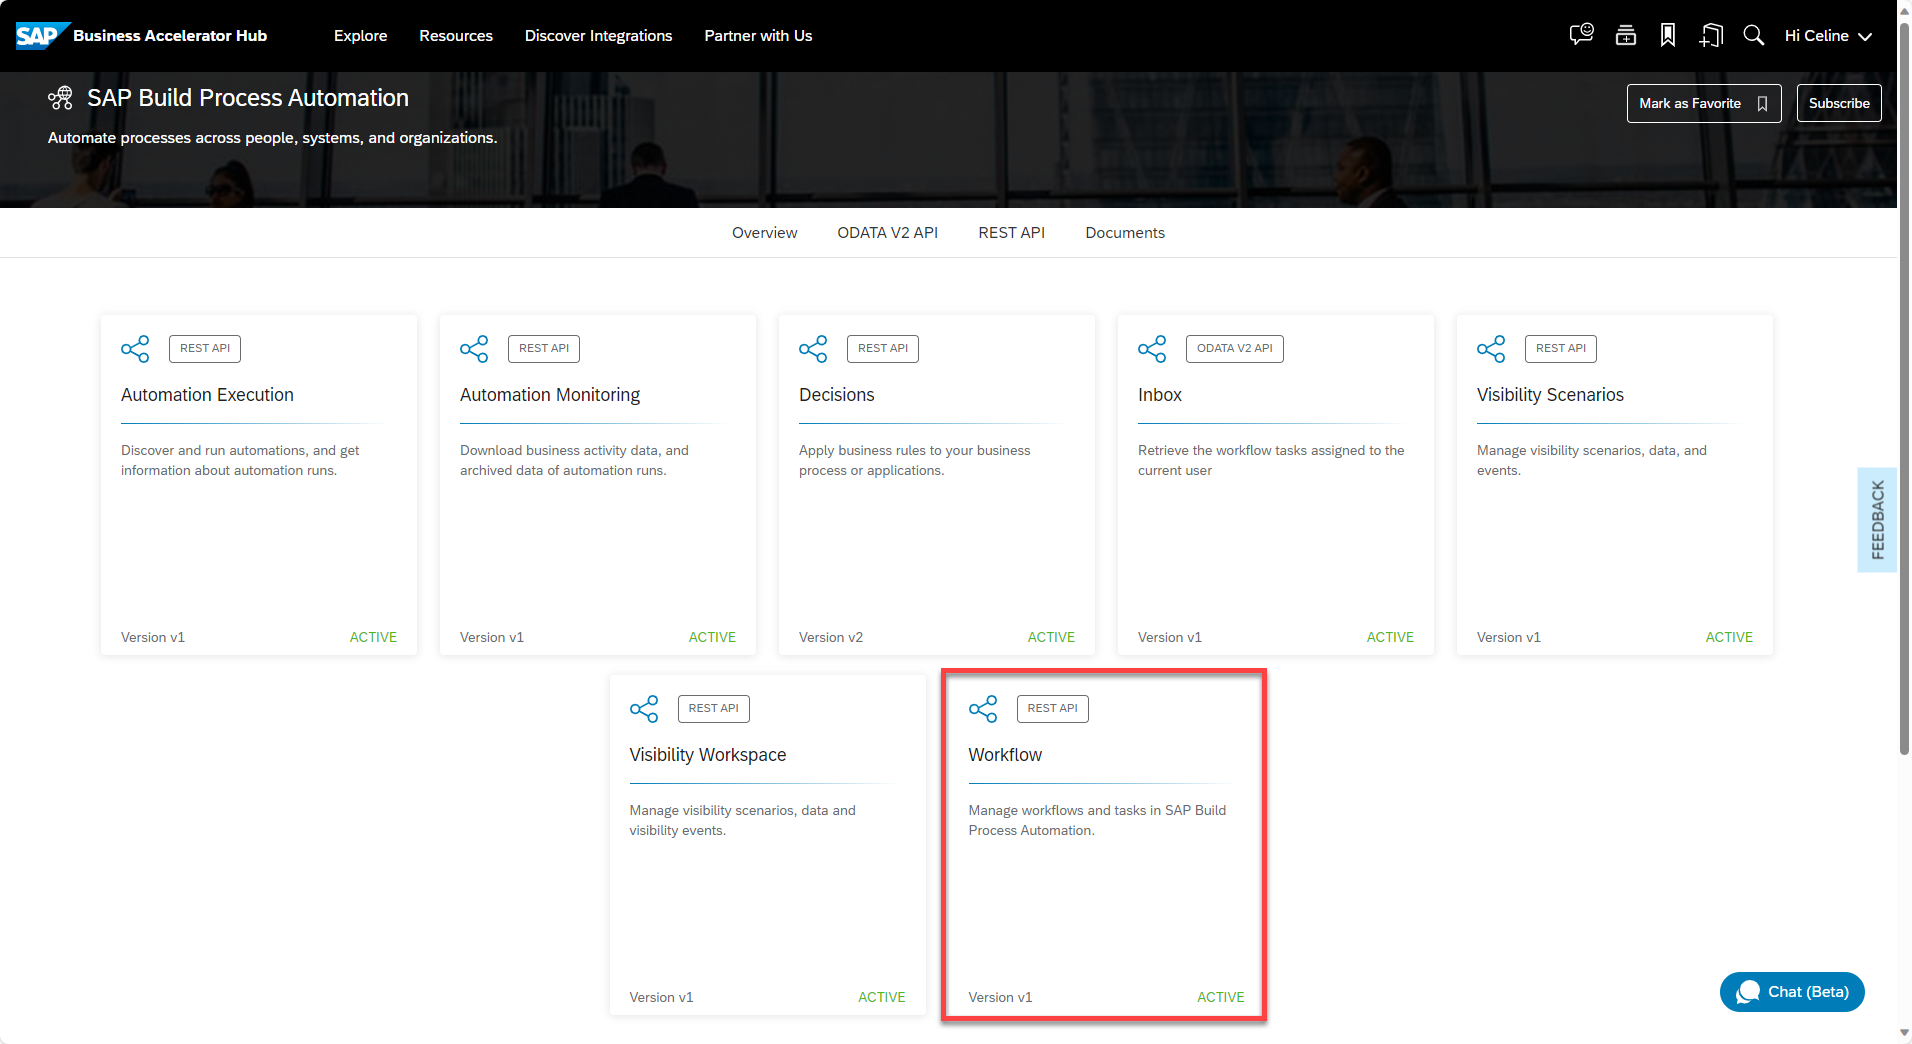 SAP Business Accelerator Hub
Explore
Resources
Discover Integrations
Partner with Us
Hi Celine
SAP Build Process Automation
Automate processes across people, systems, and organizations.
Mark as Favorite
Subscribe
Overview
ODATA V2 API
REST API
Documents
REST API
Automation Execution
Discover and run automations, and get
information about automation runs.
Version v1
ACTIVE
REST API
Automation Monitoring
Download business activity data, and
archived data of automation runs.
Version v1
ACTIVE
REST API
Decisions
Apply business rules to your business
process or applications.
Version v2
ACTIVE
ODATA V2 API
Inbox
Retrieve the workflow tasks assigned to the
current user
Version v1
ACTIVE
REST API
Visibility Scenarios
Manage visibility scenarios, data, and
events.
Version v1
ACTIVE
FEEDBACK
REST API
Visibility Workspace
Manage visibility scenarios, data and
visibility events.
Version v1
ACTIVE
REST API
Workflow
Manage workflows and tasks in SAP Build
Process Automation.
Version v1
ACTIVE
Chat (Beta)